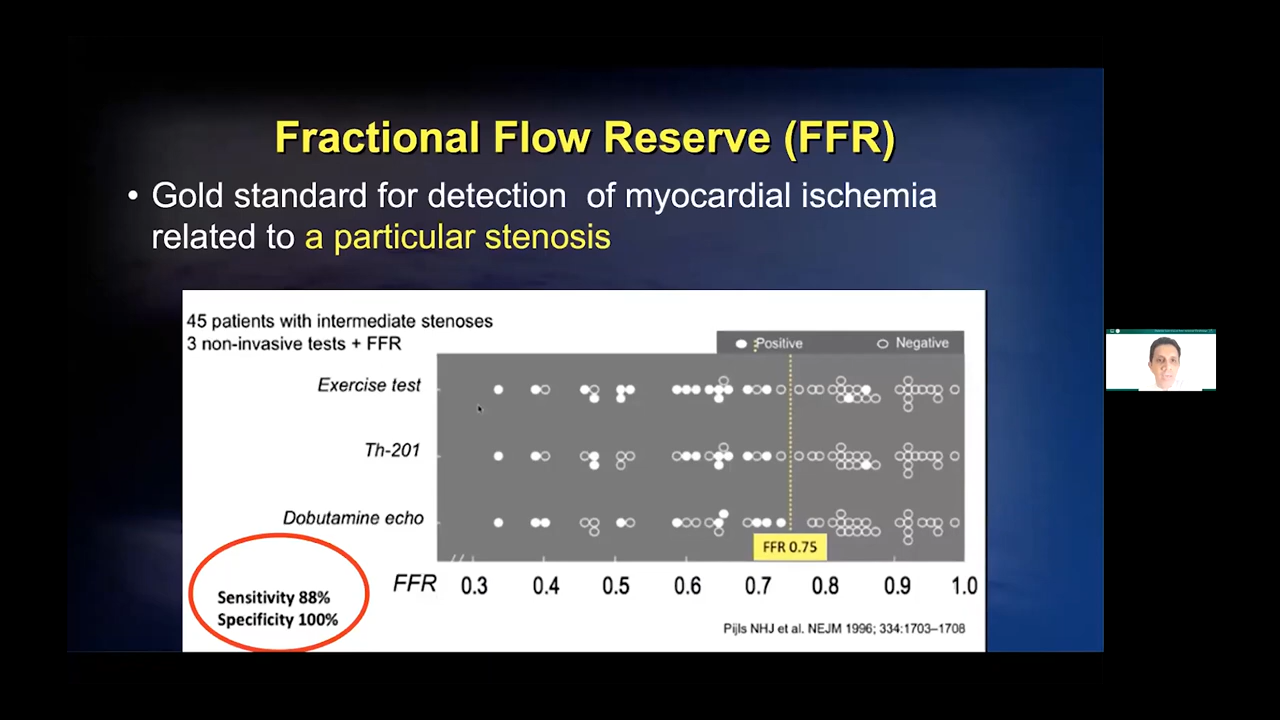 Fractional Flow Reserve (FFR)
• Gold standard for detection of myocardial ischemia
related to a particular stenosis
45 patients with intermediate stenoses
3 non-invasive tests + FFR
Positive Negative
Exercise test
Th-201
Dobutamine echo
FFR 0.75
FFR 0.3 0.4 0.5 0.6 0.7 0.8 0.9 1.0
Sensitivity 88%
Specificity 100%
Pijls NHJ et al. NEJM 1996; 334:1703–1708